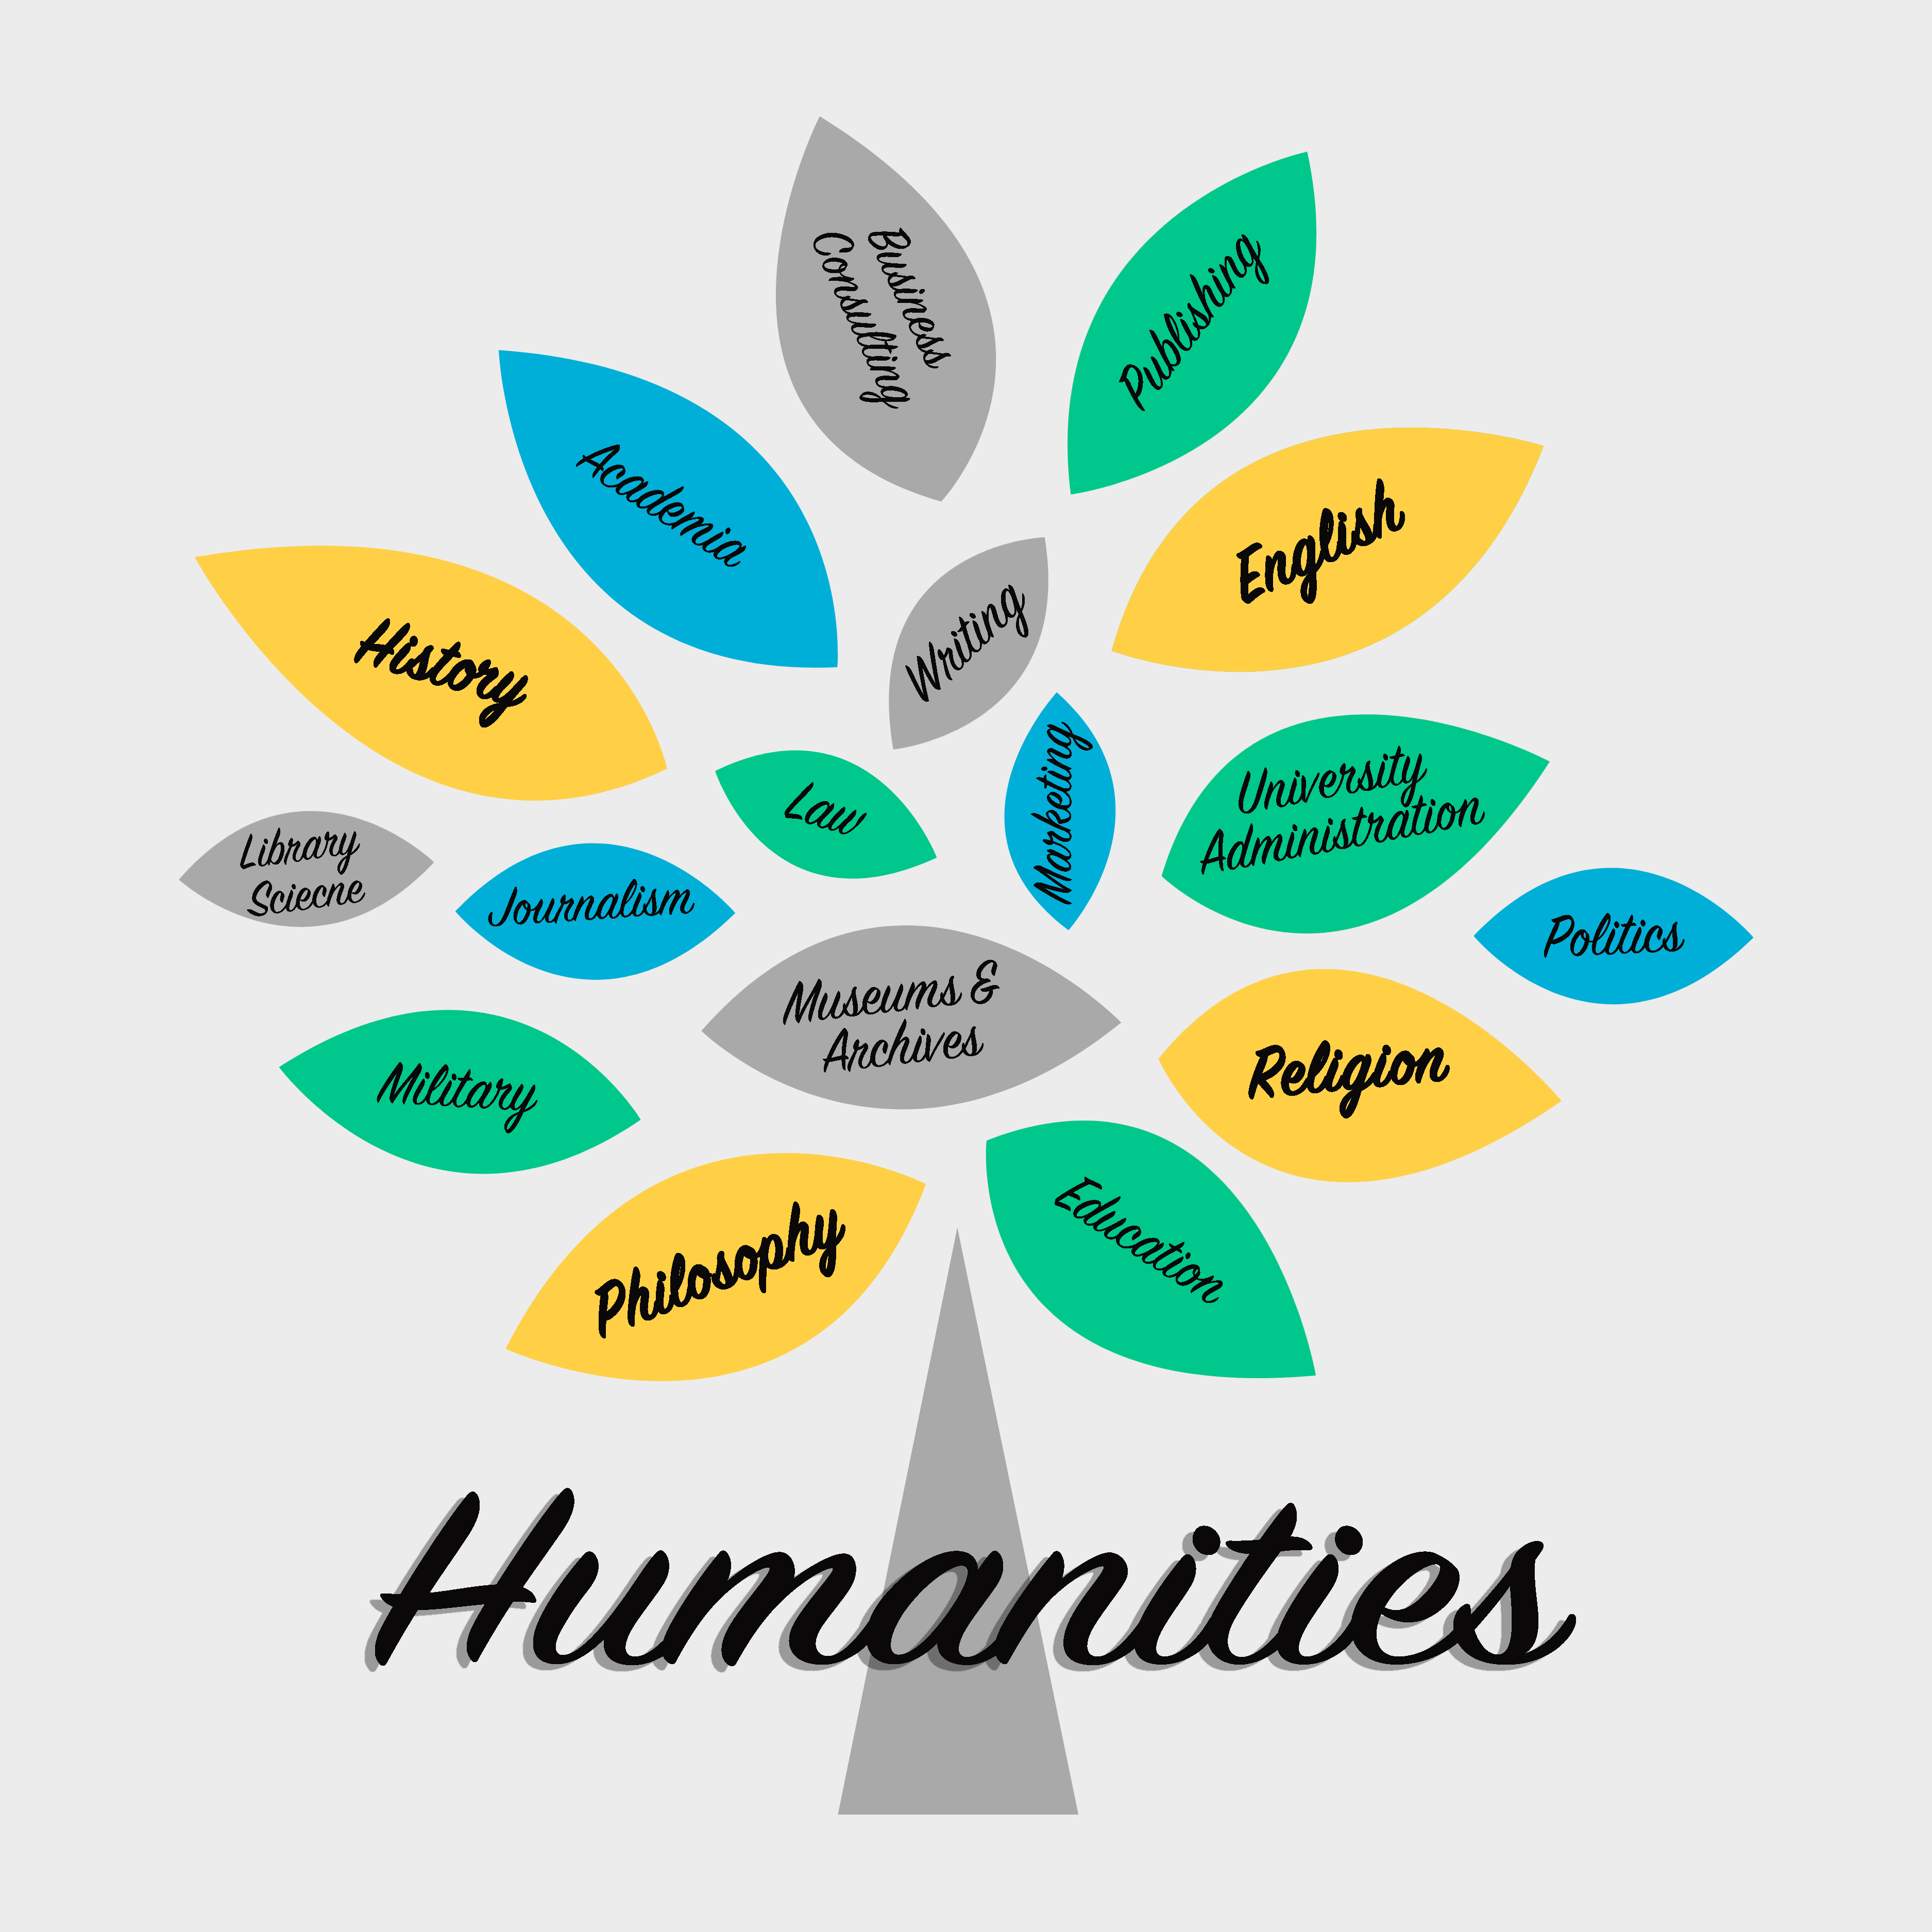 Business
Consulting
Publishing
Academic
English
History
Writing
Law
Marketing
University
Administration
Library
Sciecne
Journalism
Politics
Museums &
Archives
Military
Religion
Philosophy
Education
Humanities